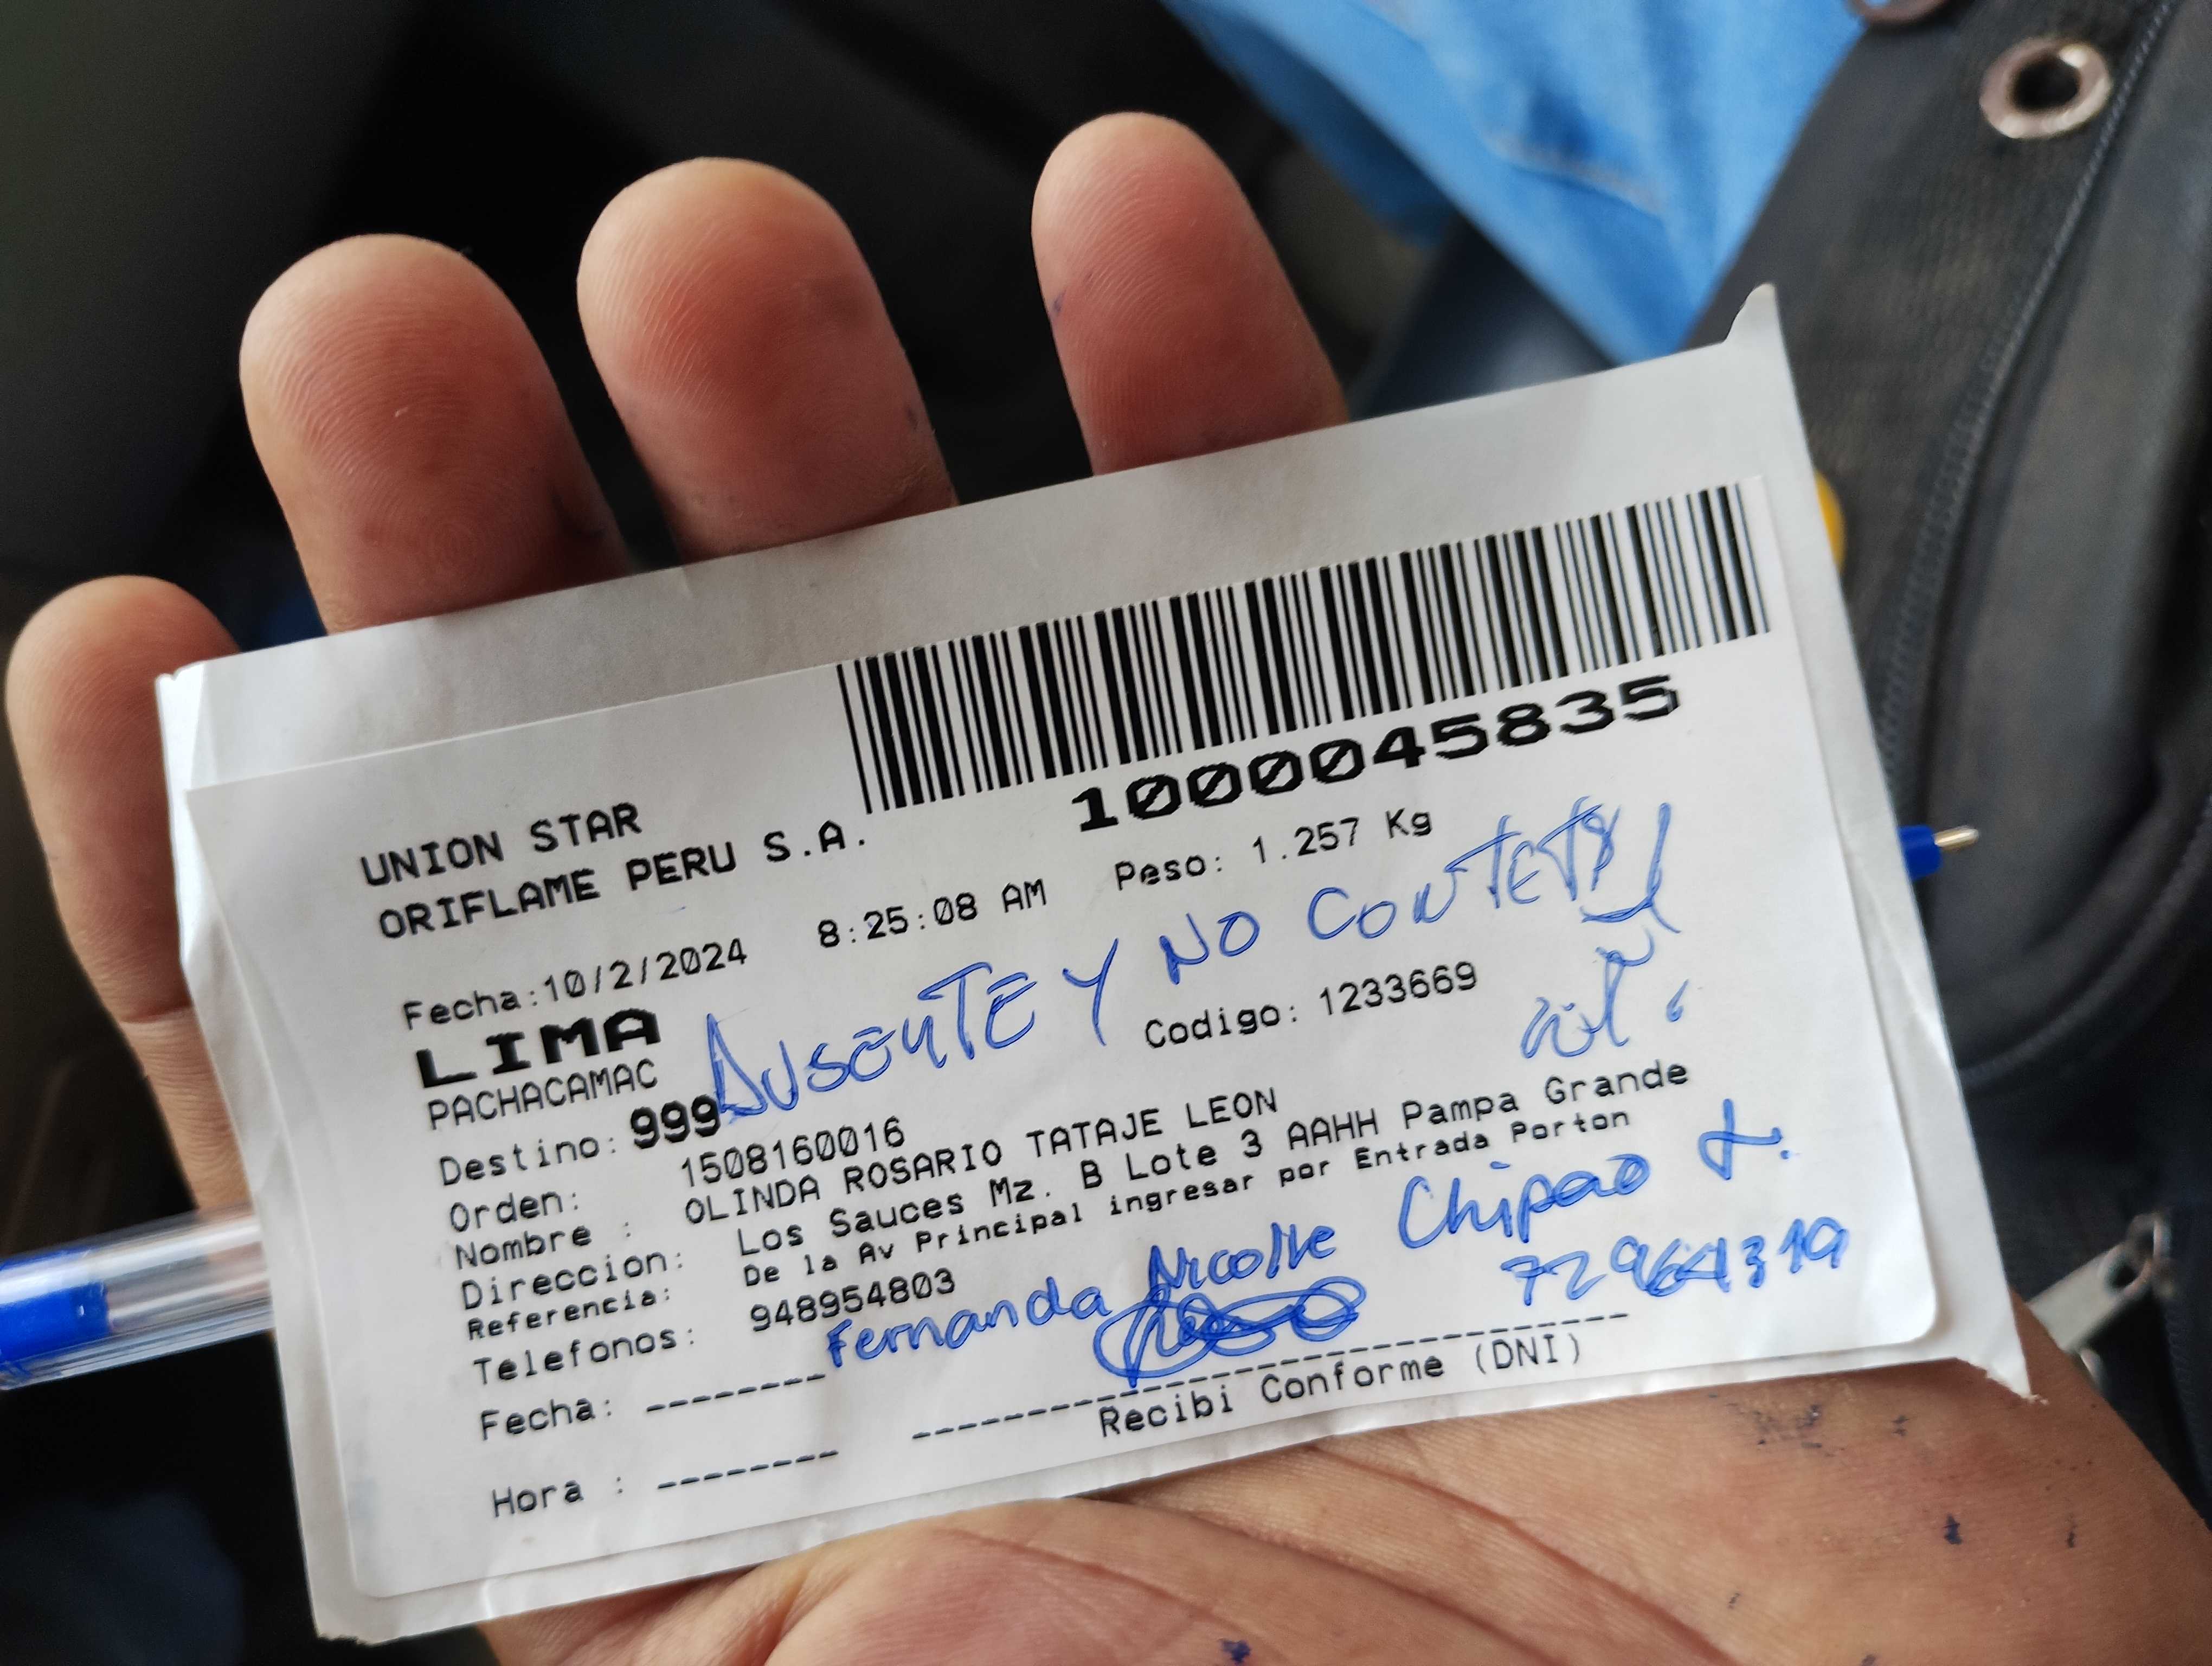 1000045835
UNION STAR
ORIFLAME PERU S.A.
Fecha:10/2/2024 8:25:08 AM Peso: 1.257 Kg
AUSENTE Y NO CONTETA
LIMA
PACHACAMAC Codigo: 1233669
Destino: 999
Orden: 1508160016
Nombre : OLINDA ROSARIO TATAJE LEON
Direccion: Los Sauces Mz. B Lote 3 AAHH Pampa Grande
Referencia: De la Av Principal ingresar por Entrada Porton
Telefonos: 948954803
Fernanda Nicolle Chipao
Fecha: --------
Recibi Conforme (DNI)
Hora : --------